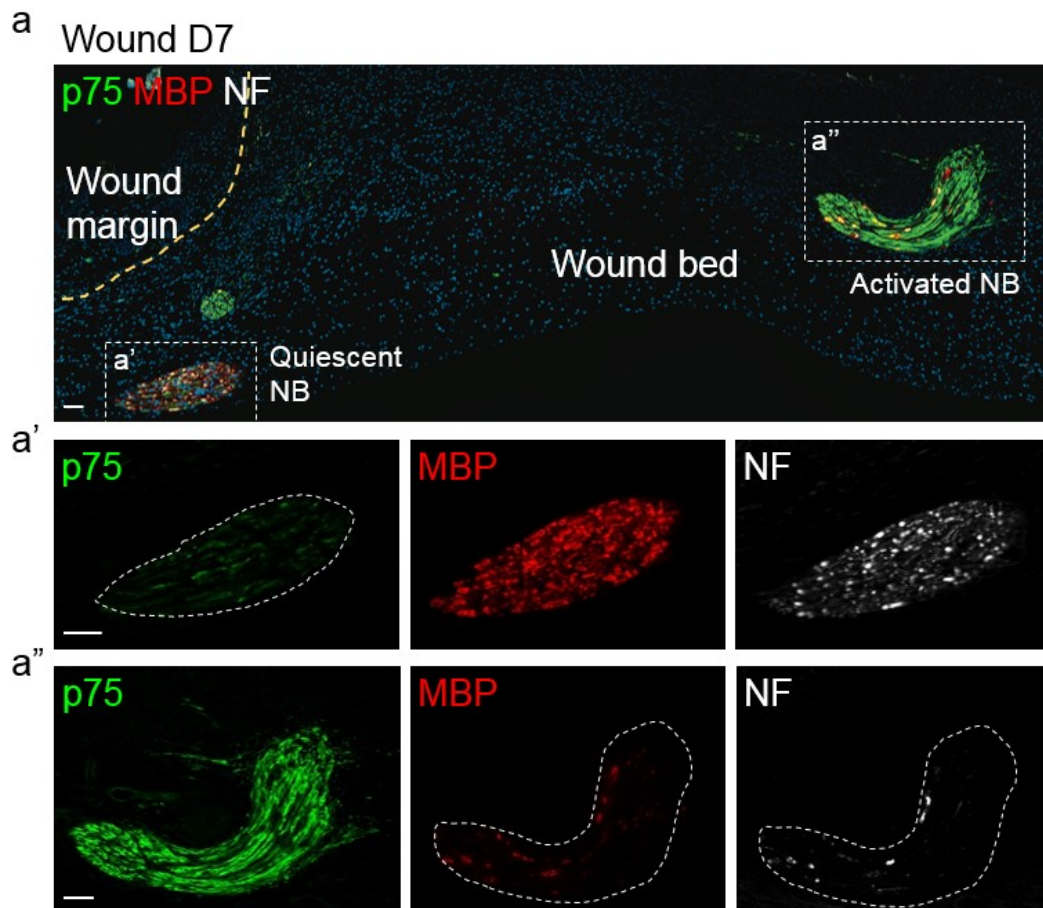 a
Wound D7
p75 MBP NF
Wound
margin
Wound bed
a"
Activated NB
a'
Quiescent
NB
a'
p75
MBP
NF
a"
p75
MBP
NF